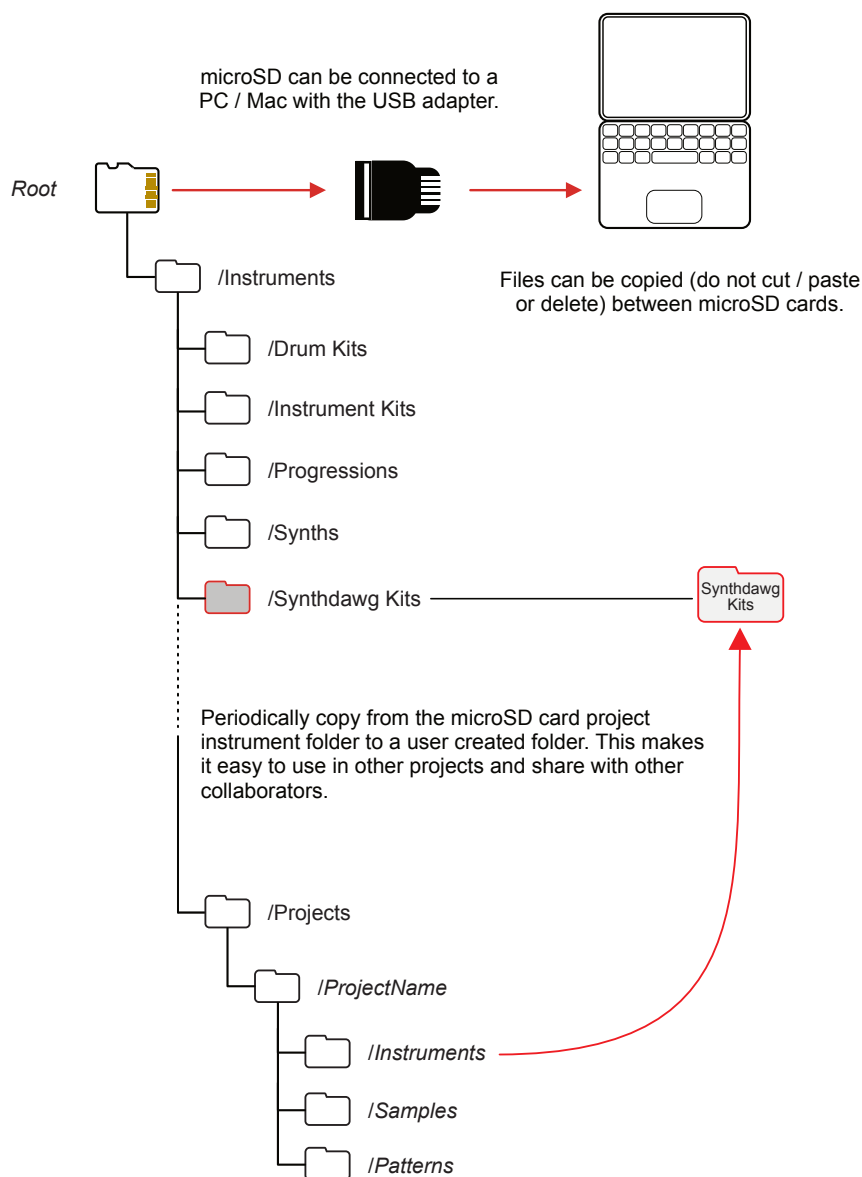 microSD can be connected to a
PC / Mac with the USB adapter.
Root
/Instruments
Files can be copied (do not cut / paste
or delete) between microSD cards.
/Drum Kits
/Instrument Kits
/Progressions
/Synths
/Synthdawg Kits
Synthdawg
Kits
Periodically copy from the microSD card project
instrument folder to a user created folder. This makes
it easy to use in other projects and share with other
collaborators.
/Projects
/ProjectName
/Instruments
/Samples
/Patterns